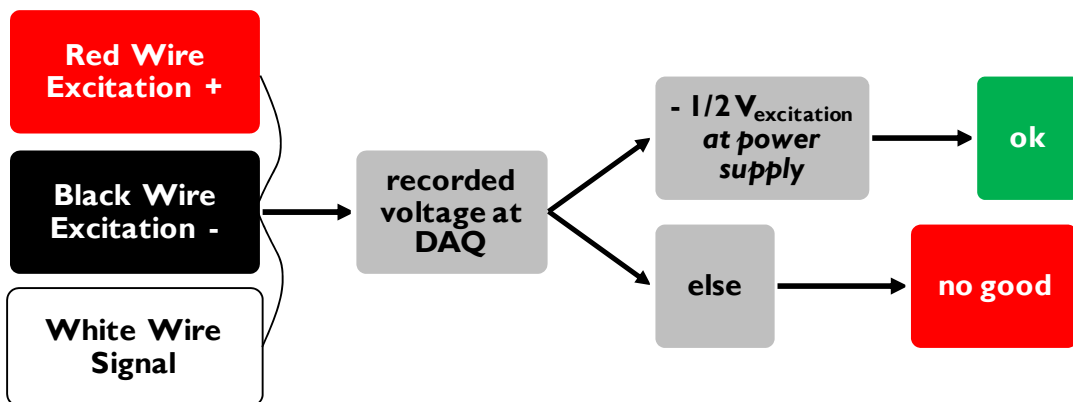 Red Wire
Excitation +
Black Wire
Excitation -
White Wire
Signal
recorded
voltage at
DAQ
- 1/2 Vexcitation
at power
supply
ok
else
no good